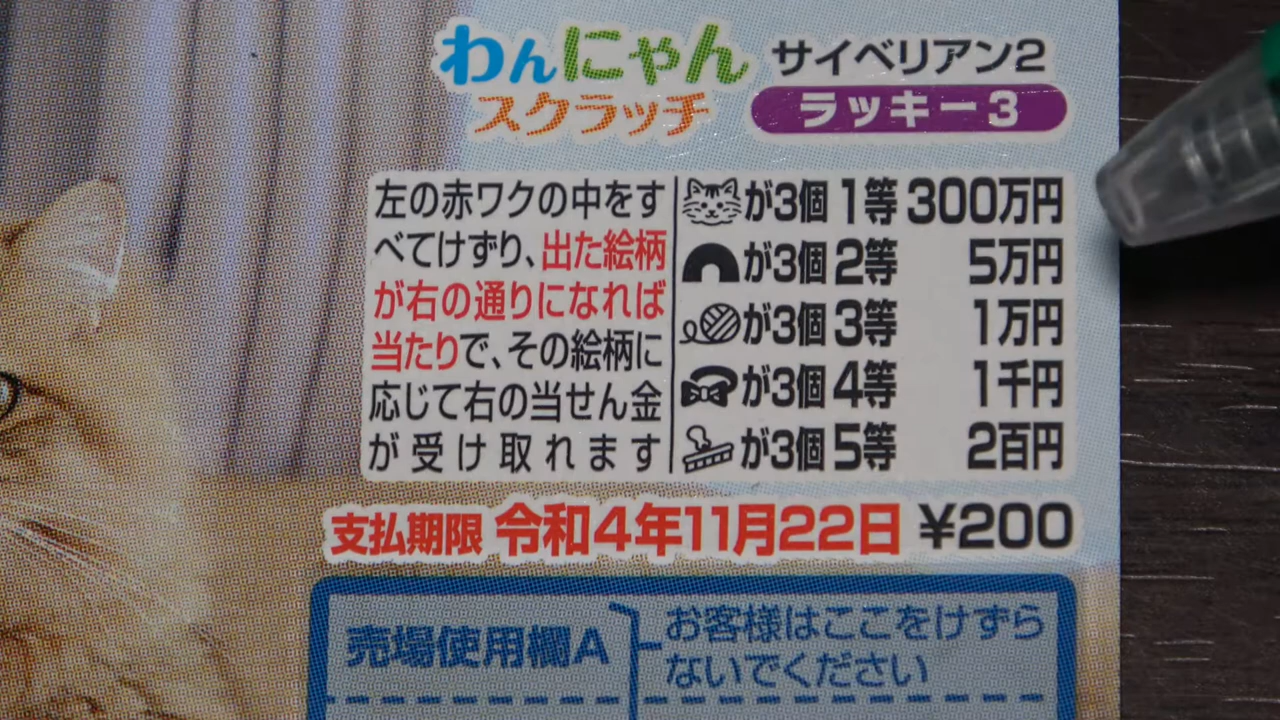 わんにゃん
スクラッチ
サイベリアン2
ラッキー3
左の赤ワクの中をす
べてけずり、出た絵柄
が右の通りになれば
当たりで、その絵柄に
応じて右の当せん金
が受け取れます
が3個 1等 300万円
が3個 2等 5万円
が3個 3等 1万円
が3個 4等 1千円
が3個 5等 2百円
支払期限 令和4年11月22日 ¥200
売場使用欄A
お客様はここをけずら
ないでください